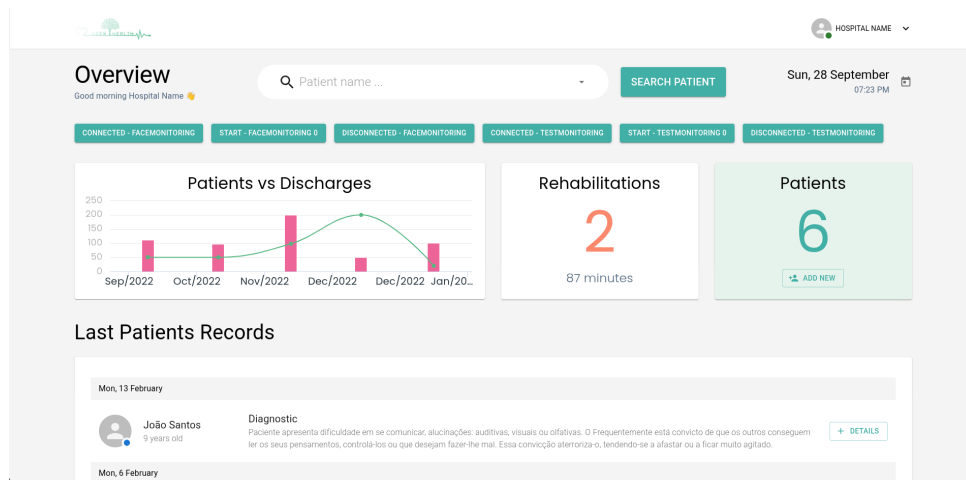 HOSPITAL NAME
Overview
Good morning Hospital Name 👋
Patient name ...
SEARCH PATIENT
Sun, 28 September
07:23 PM
CONNECTED - FACEMONITORING
START - FACEMONITORING 0
DISCONNECTED - FACEMONITORING
CONNECTED - TESTMONITORING
START - TESTMONITORING 0
DISCONNECTED - TESTMONITORING
Patients vs Discharges
250
200
150
100
50
0
Sep/2022 Oct/2022 Nov/2022 Dec/2022 Dec/2022 Jan/20...
Rehabilitations
2
87 minutes
Patients
6
ADD NEW
Last Patients Records
Mon, 13 February
João Santos
9 years old
Diagnostic
Paciente apresenta dificuldade em se comunicar, alucinações: auditivas, visuais ou olfativas. O Frequentemente está convicto de que os outros conseguem
ler os seus pensamentos, controlá-los ou que desejam fazer-lhe mal. Essa convicção aterroriza-o, tendendo-se a afastar ou a ficar muito agitado.
+ DETAILS
Mon, 6 February